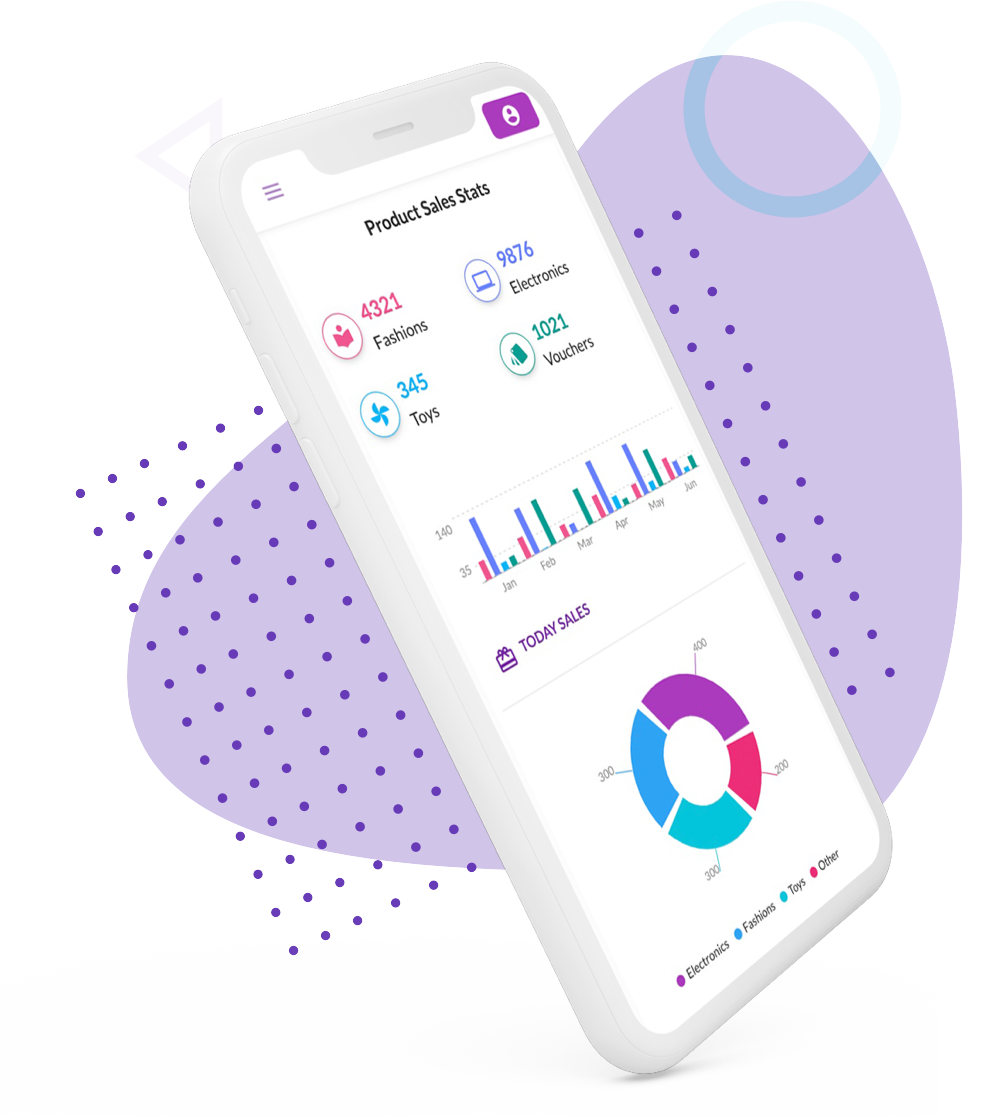 Product Sales Stats
4321
Fashions
9876
Electronics
345
Toys
1021
Vouchers
140
35
Jan
Feb
Mar
Apr
May
Jun
TODAY SALES
400
300
200
300
Electronics
Fashions
Toys
Other